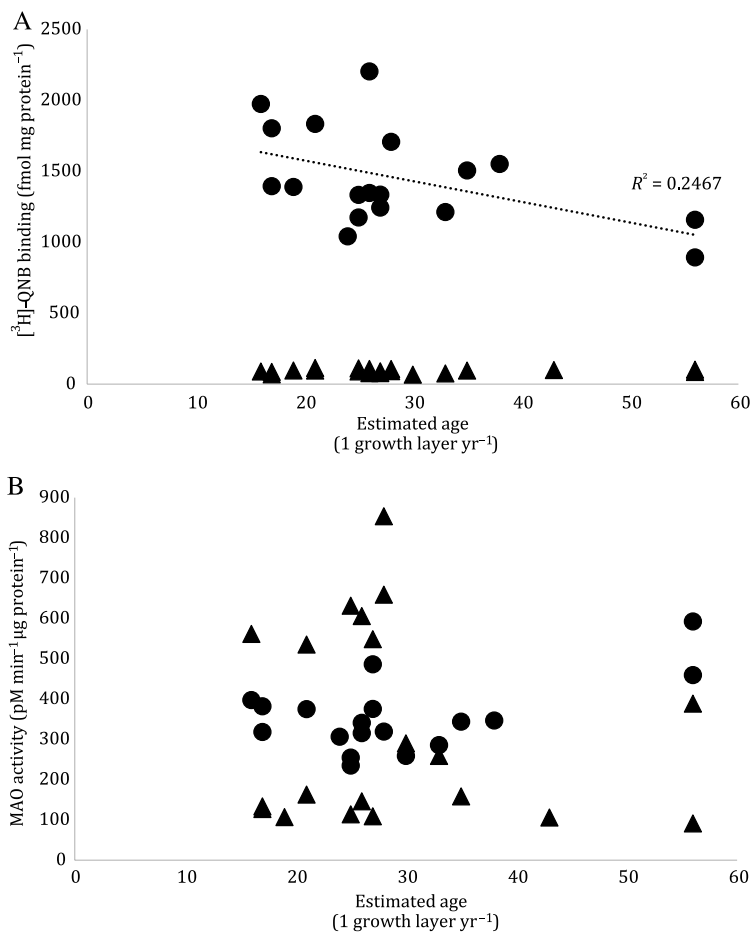 A
[³H]-QNB binding (fmol mg protein⁻¹)
2500
2000
1500
1000
500
0
R² = 0.2467
0 10 20 30 40 50 60
Estimated age
(1 growth layer yr⁻¹)
B
MAO activity (pM min⁻¹µg protein⁻¹)
900
800
700
600
500
400
300
200
100
0
0 10 20 30 40 50 60
Estimated age
(1 growth layer yr⁻¹)